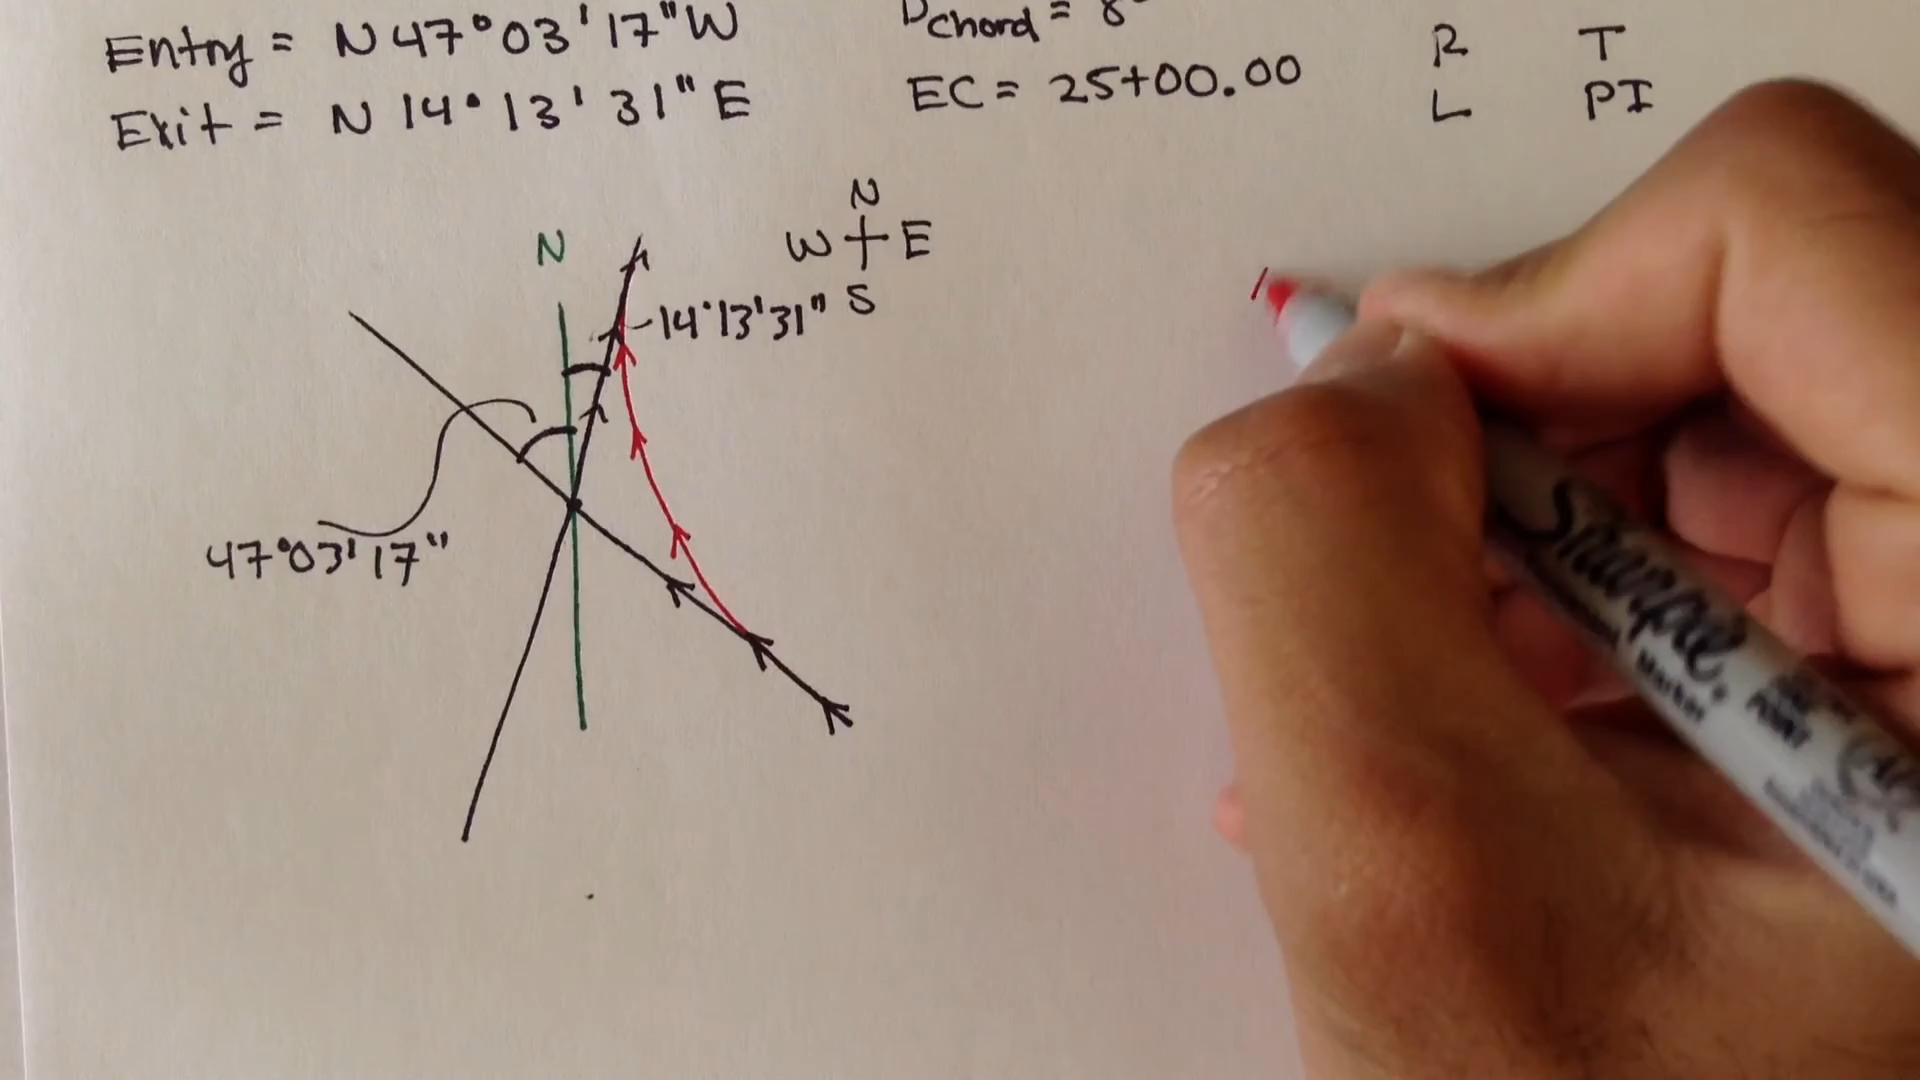 Entry = N 47°03'17" W
Exit = N 14°13'31" E
Dchord = 8°
EC = 25+00.00
R T
L PI
N
W E
S
N
14°13'31"
47°03'17"
Sharpie